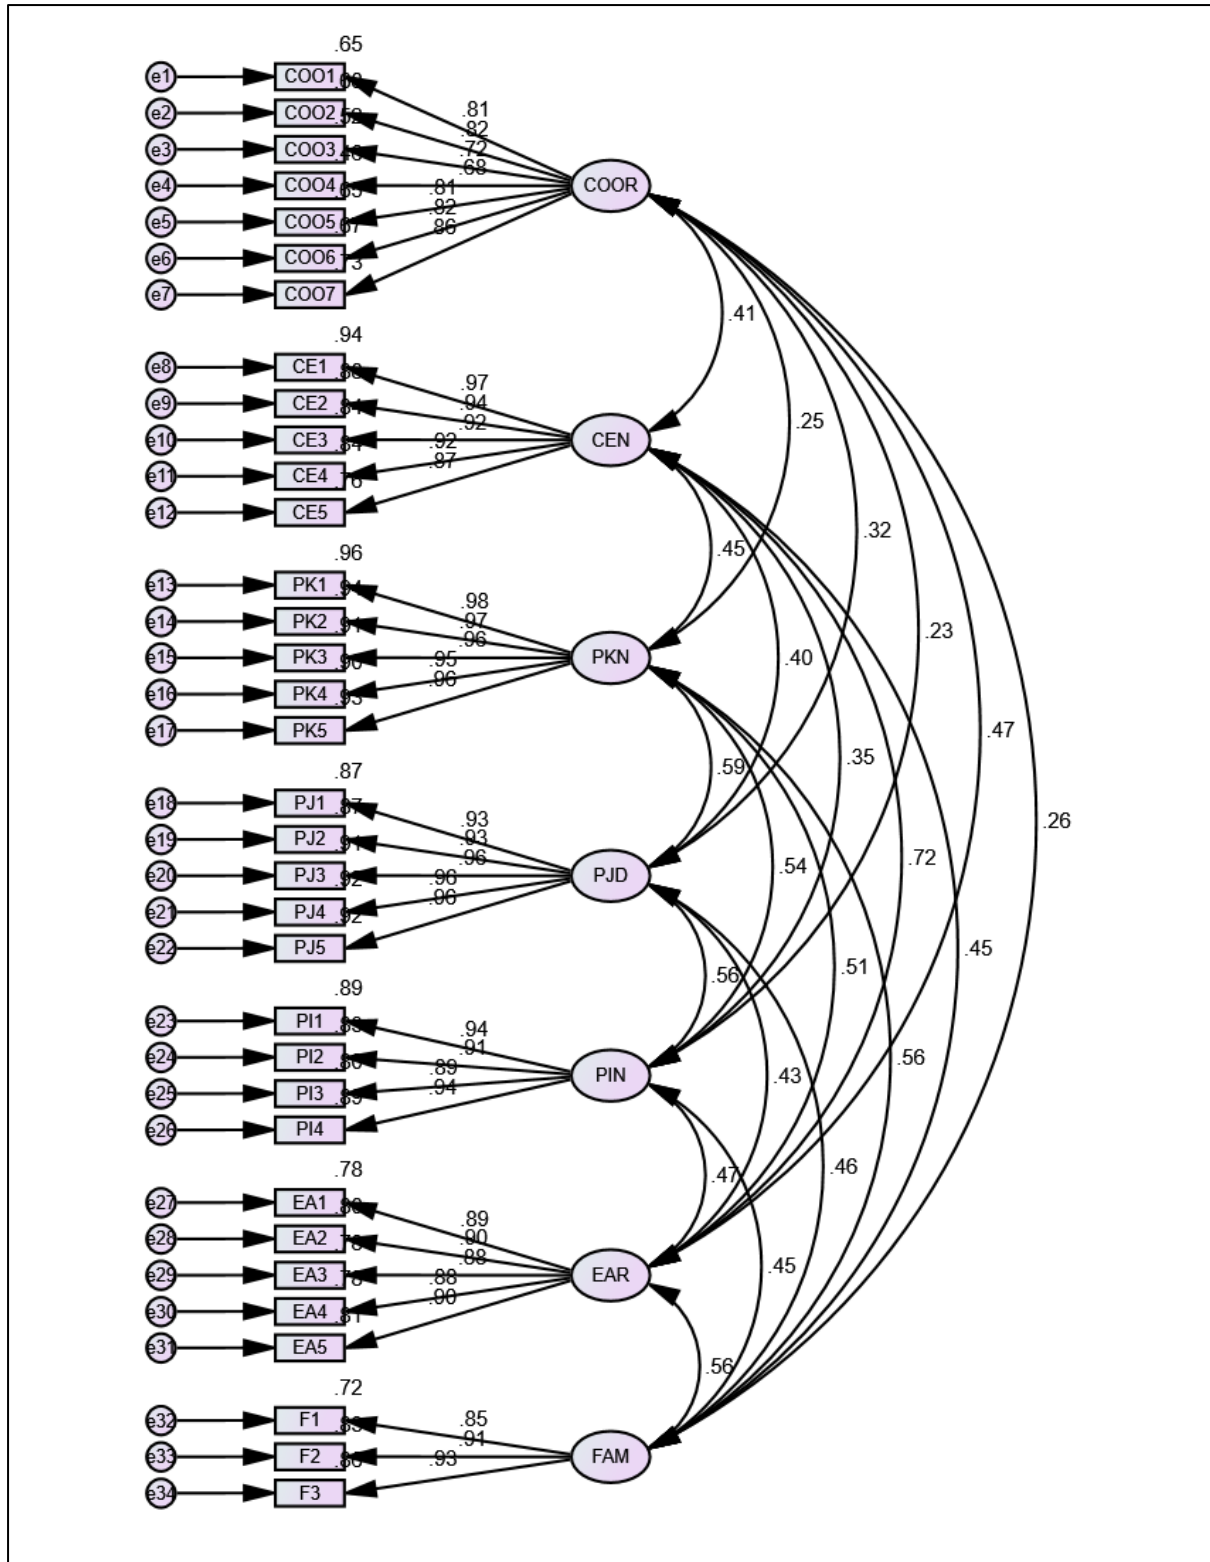 .65
e1 COO1
.81
e2 COO2
.82
e3 COO3 .72
e4 COO4 .68 COOR
.81
e5 COO5 .82
.86
e6 COO6
e7 COO7
.41
.94
e8 CE1
.97
e9 CE2 .94
.92 .25
e10 CE3 .92 CEN
.87
e11 CE4
e12 CE5
.32
.96 .45
e13 PK1
.98
e14 PK2 .97 .23
.96
e15 PK3 .95 PKN .40
.96
e16 PK4
e17 PK5 .47
.35
.87 .59
e18 PJ1
.93 .26
e19 PJ2 .93
.96 .72
e20 PJ3 .96 PJD .54
.96
e21 PJ4
e22 PJ5 .45
.51
.89 .56
e23 PI1
.94
e24 PI2 .91 .56
.89
e25 PI3 .94 PIN .43
e26 PI4
.78 .47 .46
e27 EA1
.89
e28 EA2 .90
.88 .45
e29 EA3 .88 EAR
.90
e30 EA4
e31 EA5
.56
.72
e32 F1 .85
.91
e33 F2 .93 FAM
e34 F3